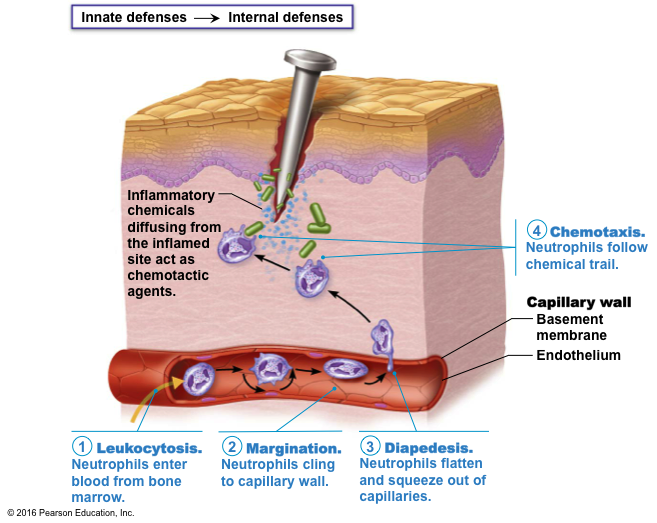 Innate defenses → Internal defenses
Inflammatory
chemicals
diffusing from
the inflamed
site act as
chemotactic
agents.
4 Chemotaxis.
Neutrophils follow
chemical trail.
Capillary wall
Basement
membrane
Endothelium
1 Leukocytosis.
Neutrophils enter
blood from bone
marrow.
2 Margination.
Neutrophils cling
to capillary wall.
3 Diapedesis.
Neutrophils flatten
and squeeze out of
capillaries.
© 2016 Pearson Education, Inc.